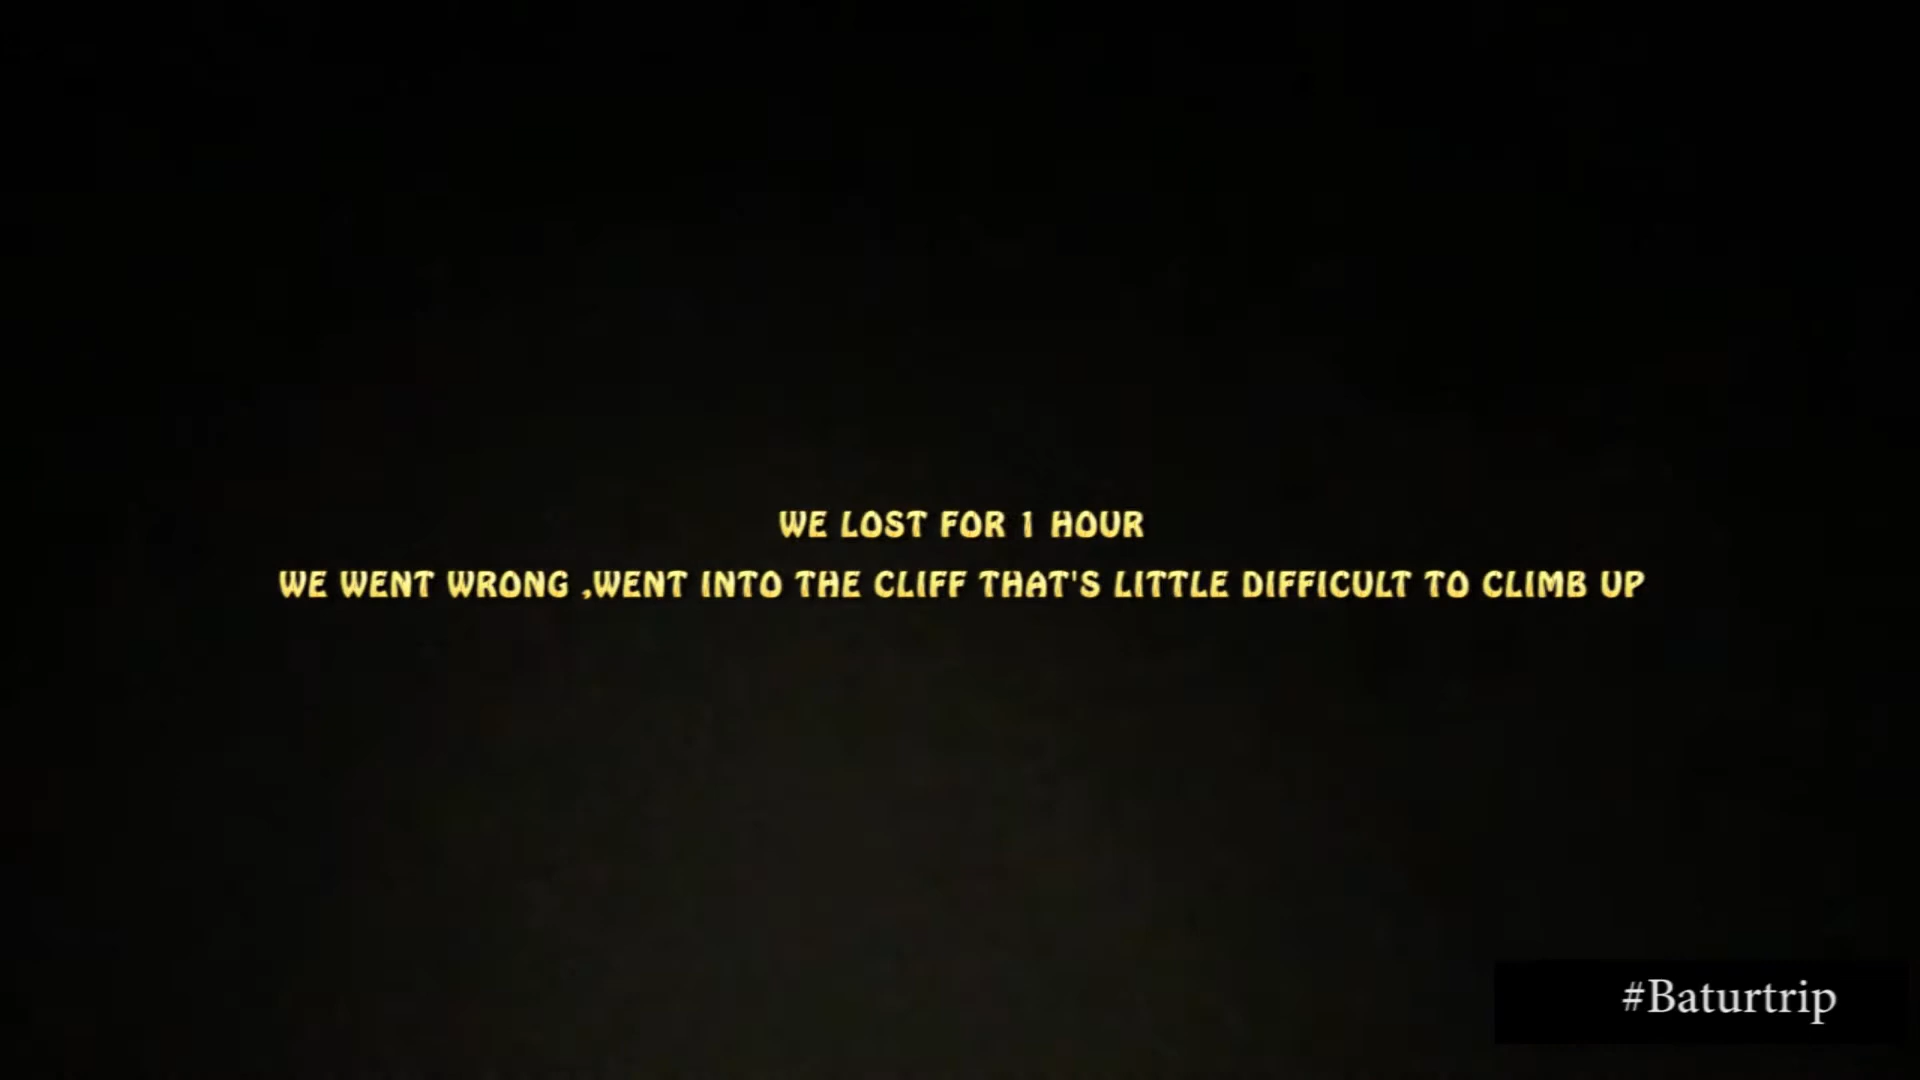 WE LOST FOR 1 HOUR
WE WENT WRONG ,WENT INTO THE CLIFF THAT'S LITTLE DIFFICULT TO CLIMB UP
#Baturtrip